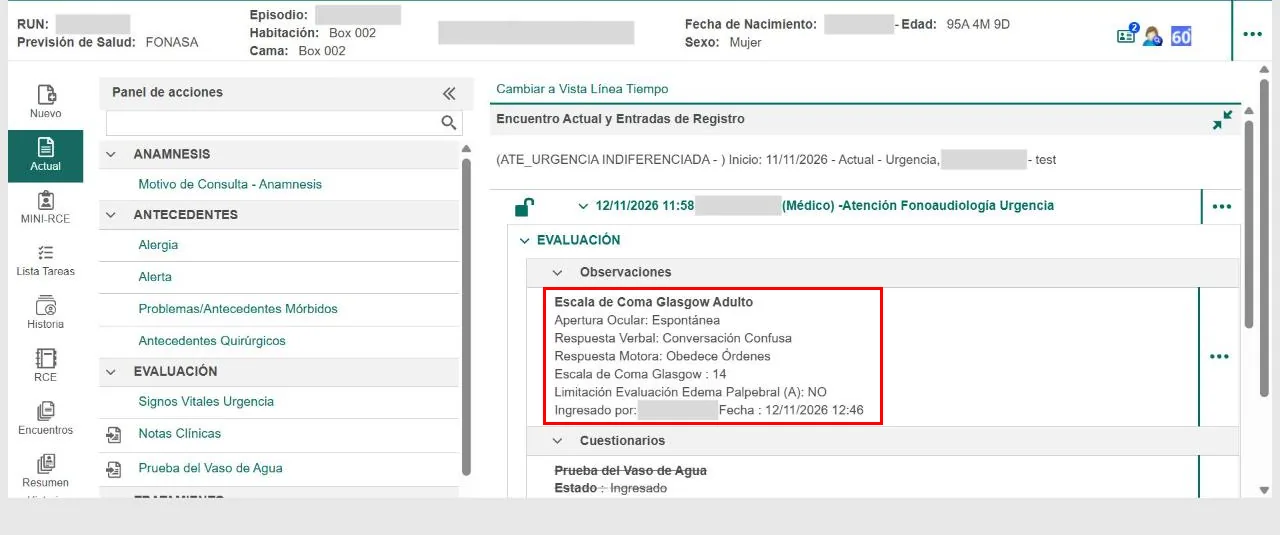 RUN:
Previsión de Salud: FONASA
Episodio:
Habitación: Box 002
Cama: Box 002
Fecha de Nacimiento: - Edad: 95A 4M 9D
Sexo: Mujer
2
60
Nuevo
Actual
MINI-RCE
Lista Tareas
Historia
RCE
Encuentros
Resumen
Panel de acciones
ANAMNESIS
Motivo de Consulta - Anamnesis
ANTECEDENTES
Alergia
Alerta
Problemas/Antecedentes Mórbidos
Antecedentes Quirúrgicos
EVALUACIÓN
Signos Vitales Urgencia
Notas Clínicas
Prueba del Vaso de Agua
TRATAMIENTO
Cambiar a Vista Línea Tiempo
Encuentro Actual y Entradas de Registro
(ATE_URGENCIA INDIFERENCIADA - ) Inicio: 11/11/2026 - Actual - Urgencia, - test
12/11/2026 11:58 (Médico) -Atención Fonoaudiología Urgencia
EVALUACIÓN
Observaciones
Escala de Coma Glasgow Adulto
Apertura Ocular: Espontánea
Respuesta Verbal: Conversación Confusa
Respuesta Motora: Obedece Órdenes
Escala de Coma Glasgow : 14
Limitación Evaluación Edema Palpebral (A): NO
Ingresado por: Fecha : 12/11/2026 12:46
Cuestionarios
Prueba del Vaso de Agua
Estado : Ingresado